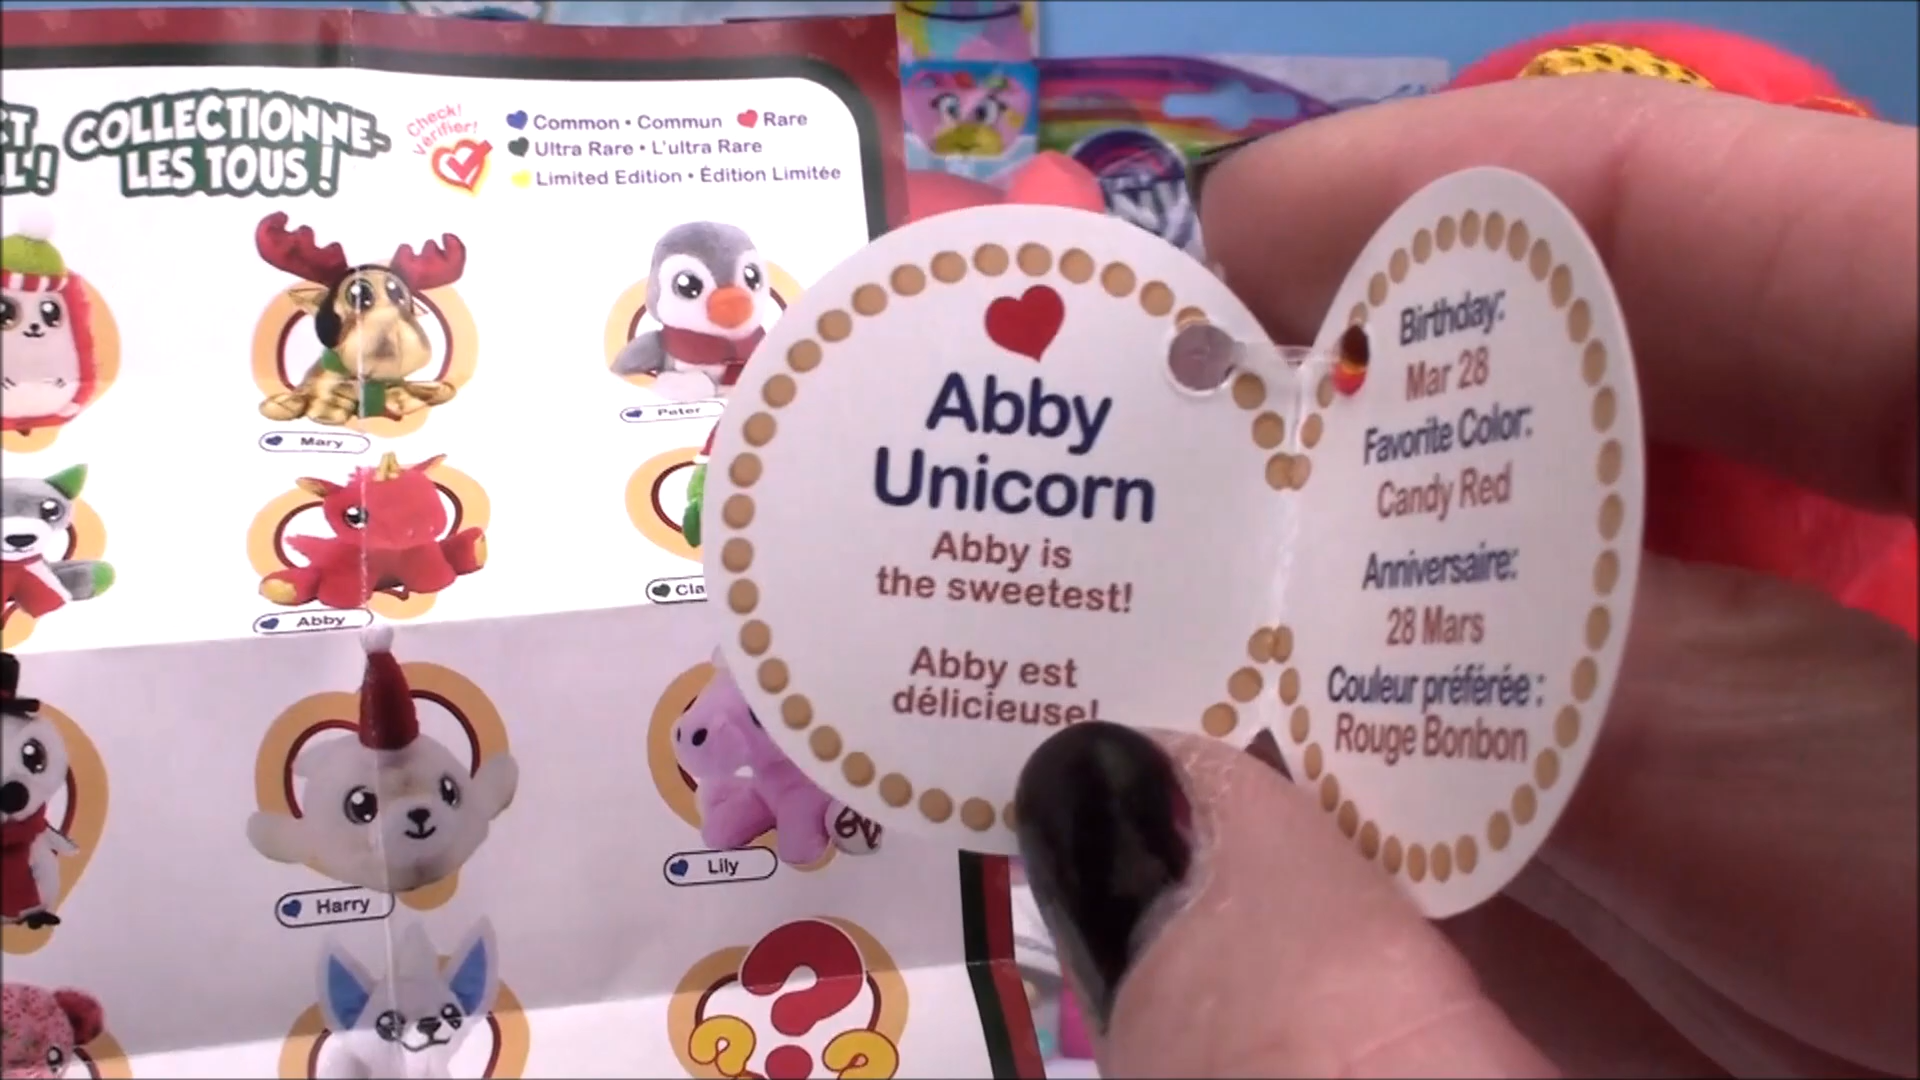 COLLECTIONNE-
LES TOUS!
Check!
Vérifier!
Common • Commun Rare
Ultra Rare • L'ultra Rare
Limited Edition • Édition Limitée
Mary
Peter
Abby
Harry
Lily
Abby
Unicorn
Abby is
the sweetest!
Abby est
délicieuse!
Birthday:
Mar 28
Favorite Color:
Candy Red
Anniversaire:
28 Mars
Couleur préférée :
Rouge Bonbon